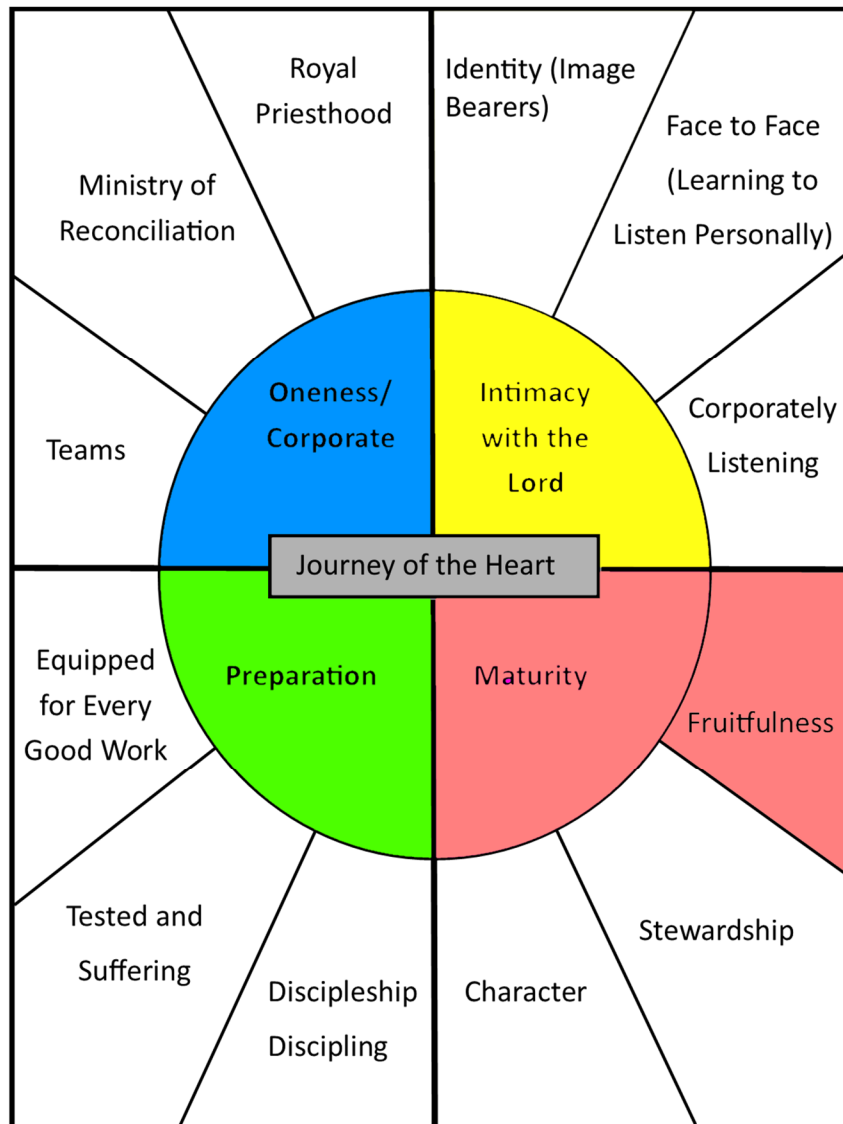 Royal
Priesthood
Identity (Image
Bearers)
Face to Face
(Learning to
Listen Personally)
Ministry of
Reconciliation
Teams
Oneness/
Corporate
Intimacy
with the
Lord
Corporately
Listening
Journey of the Heart
Equipped
for Every
Good Work
Preparation
Maturity
Fruitfulness
Tested and
Suffering
Discipleship
Discipling
Character
Stewardship